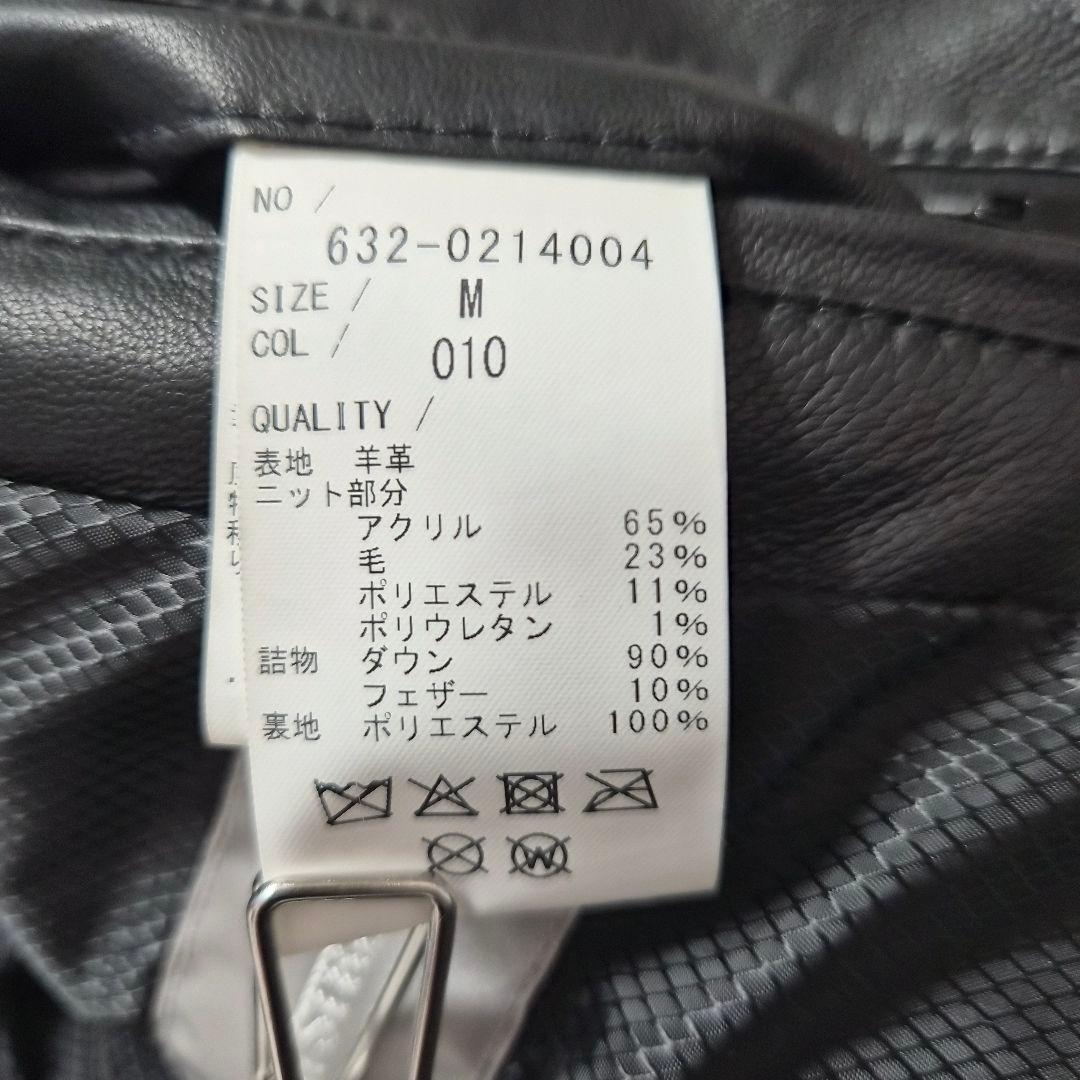 NO /
632-0214004
SIZE / M
COL / 010
QUALITY /
表地 羊革
ニット部分
アクリル 65%
毛 23%
ポリエステル 11%
ポリウレタン 1%
詰物 ダウン 90%
フェザー 10%
裏地 ポリエステル 100%
W